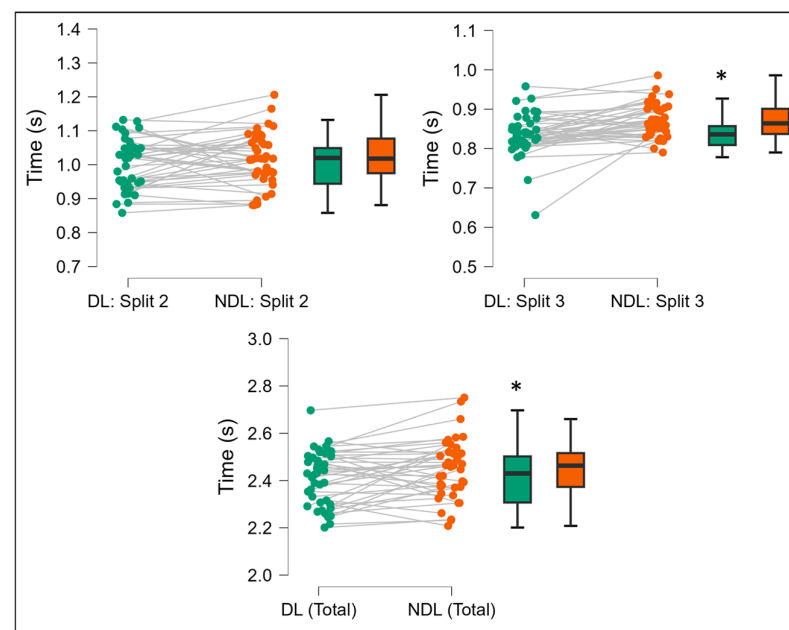 Time (s)
1.4
1.3
1.2
1.1
1.0
0.9
0.8
0.7
DL: Split 2
NDL: Split 2
Time (s)
1.1
1.0
0.9
0.8
0.7
0.6
0.5
*
DL: Split 3
NDL: Split 3
Time (s)
3.0
2.8
2.6
2.4
2.2
2.0
*
DL (Total)
NDL (Total)